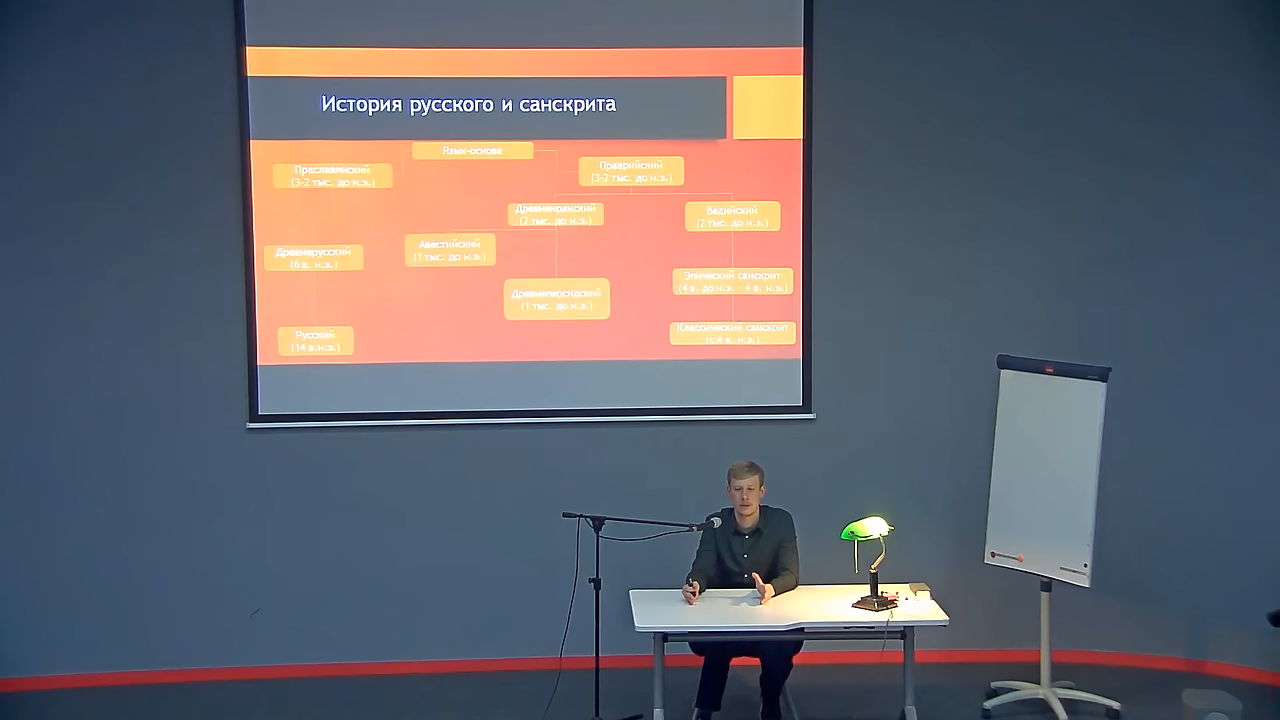 История русского и санскрита
Язык-основа
Праславянский
(3-2 тыс. до н.э.)
Праарийский
(3-2 тыс. до н.э.)
Древнеиранский
(2 тыс. до н.э.)
Ведийский
(2 тыс. до н.э.)
Древнерусский
(6 в. н.э.)
Авестийский
(1 тыс. до н.э.)
Эпический санскрит
(4 в. до н.э. - 4 в. н.э.)
Древнеперсидский
(1 тыс. до н.э.)
Русский
(14 в.н.э.)
Классический санскрит
(с 4 в. н.э.)